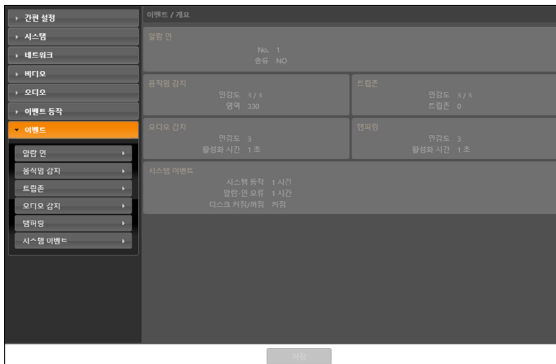 간편 설정
시스템
네트워크
비디오
오디오
이벤트 동작
이벤트
알람 인
움직임 감지
트립존
오디오 감지
탬퍼링
시스템 이벤트
이벤트 / 개요
알람 인
No. 1
종류 NO
움직임 감지
민감도 4 / 4
영역 330
트립존
민감도 4 / 4
트립존 0
오디오 감지
민감도 3
활성화 시간 1 초
탬퍼링
민감도 3
활성화 시간 1 초
시스템 이벤트
시스템 동작 1 시간
알람-인 오류 1 시간
디스크 켜짐/꺼짐 켜짐
저장